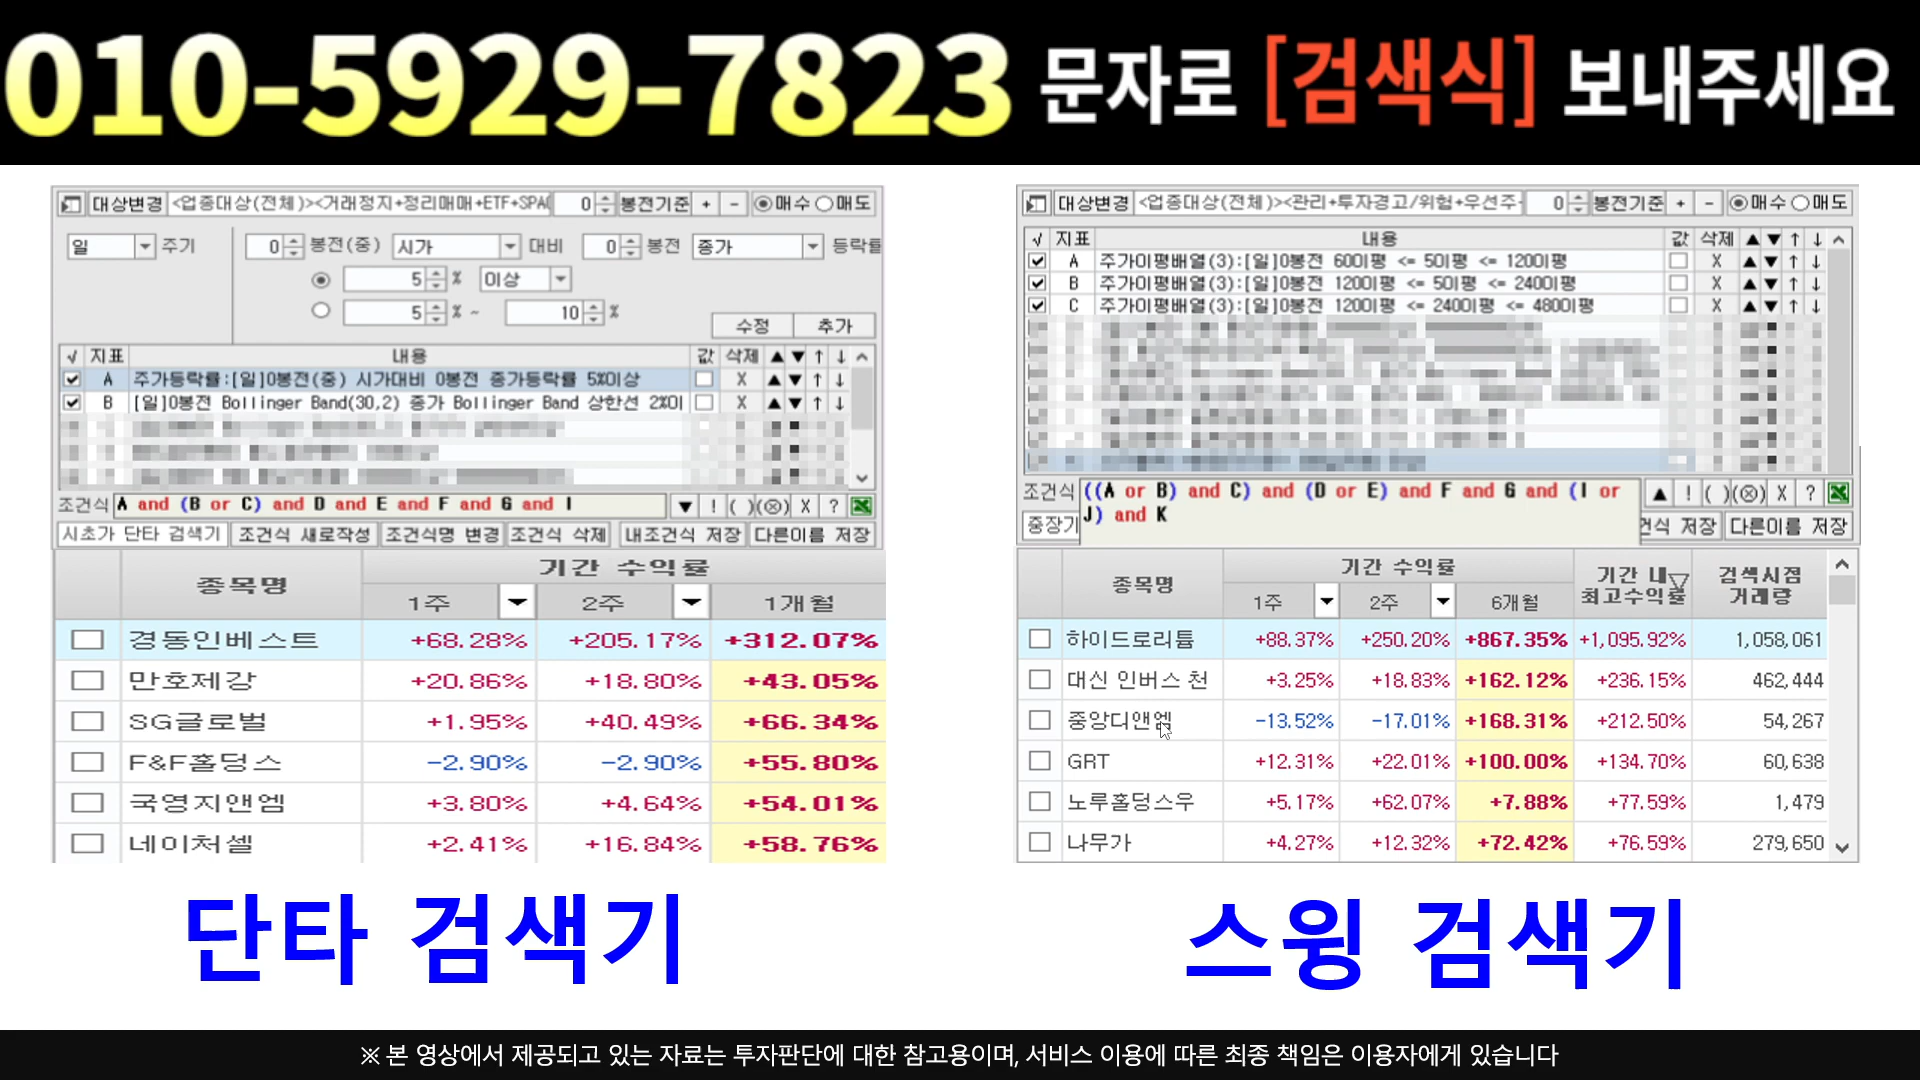 010-5929-7823 문자로 [검색식] 보내주세요
대상변경 <업종대상(전체)><거래정지+정리매매+ETF+SPA 0 봉전기준 + - 매수 매도
일 주기 0 봉전(중) 시가 대비 0 봉전 종가 등락률
5 % 이상
5 % ~ 10 %
수정 추가
√ 지표 내용 값 삭제 ▲ ▼ ↑ ↓
A 주가등락률:[일]0봉전(중) 시가대비 0봉전 종가등락률 5%이상 X ▲ ▼ ↑ ↓
B [일]0봉전 Bollinger Band(30,2) 종가 Bollinger Band 상한선 2%이 X ▲ ▼ ↑ ↓
조건식 A and (B or C) and D and E and F and G and I ▼ ! ( )(⊗) X ?
시초가 단타 검색기 조건식 새로작성 조건식명 변경 조건식 삭제 내조건식 저장 다른이름 저장
종목명 기간 수익률
1주 2주 1개월
경동인베스트 +68.28% +205.17% +312.07%
만호제강 +20.86% +18.80% +43.05%
SG글로벌 +1.95% +40.49% +66.34%
F&F홀딩스 -2.90% -2.90% +55.80%
국영지앤엠 +3.80% +4.64% +54.01%
네이처셀 +2.41% +16.84% +58.76%
단타 검색기
대상변경 <업종대상(전체)><관리+투자경고/위험+우선주+ 0 봉전기준 + - 매수 매도
√ 지표 내용 값 삭제 ▲ ▼ ↑ ↓
A 주가이평배열(3):[일]0봉전 60이평 <= 5이평 <= 120이평 X ▲ ▼ ↑ ↓
B 주가이평배열(3):[일]0봉전 120이평 <= 5이평 <= 240이평 X ▲ ▼ ↑ ↓
C 주가이평배열(3):[일]0봉전 120이평 <= 240이평 <= 480이평 X ▲ ▼ ↑ ↓
조건식 ((A or B) and C) and (D or E) and F and G and (I or ▲ ! ( )(⊗) X ?
J) and K
중장기 건식 저장 다른이름 저장
종목명 기간 수익률 기간 내 최고수익률 검색시점 거래량
1주 2주 6개월
하이드로리튬 +88.37% +250.20% +867.35% +1,095.92% 1,058,061
대신 인버스 천 +3.25% +18.83% +162.12% +236.15% 462,444
중앙디앤엠 -13.52% -17.01% +168.31% +212.50% 54,267
GRT +12.31% +22.01% +100.00% +134.70% 60,638
노루홀딩스우 +5.17% +62.07% +7.88% +77.59% 1,479
나무가 +4.27% +12.32% +72.42% +76.59% 279,650
스윙 검색기
※ 본 영상에서 제공되고 있는 자료는 투자판단에 대한 참고용이며, 서비스 이용에 따른 최종 책임은 이용자에게 있습니다